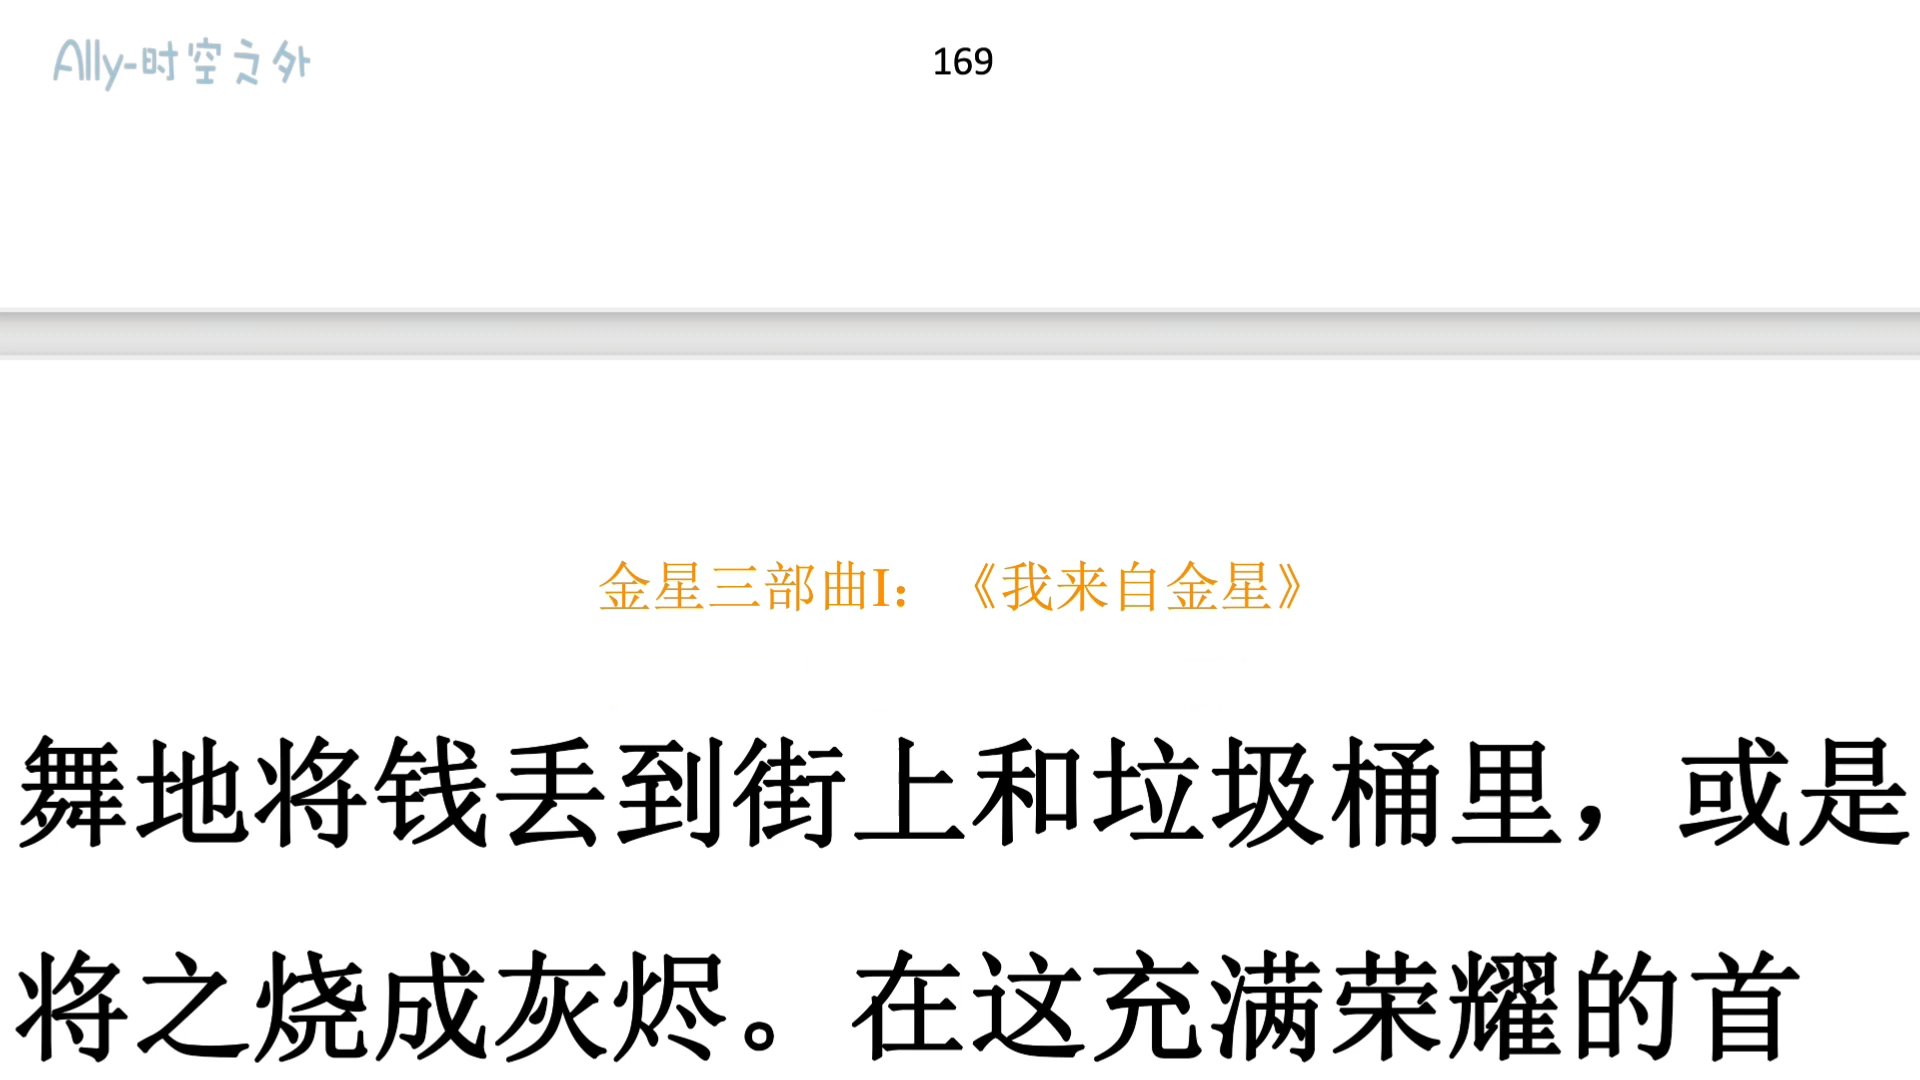 Ally-时空之外
169
金星三部曲I：《我来自金星》
舞地将钱丢到街上和垃圾桶里，或是
将之烧成灰烬。在这充满荣耀的首